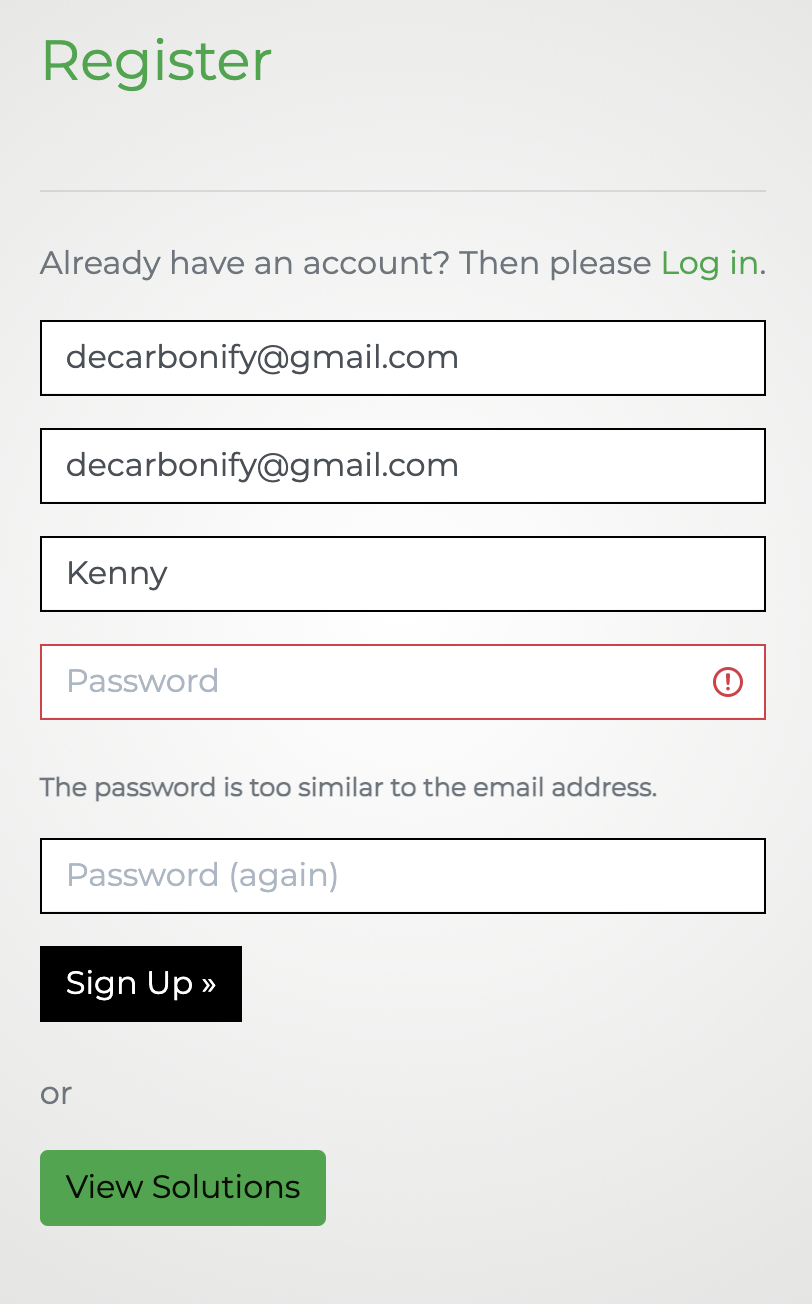 Register
Already have an account? Then please Log in.
decarbonify@gmail.com
decarbonify@gmail.com
Kenny
Password
The password is too similar to the email address.
Password (again)
Sign Up »
or
View Solutions